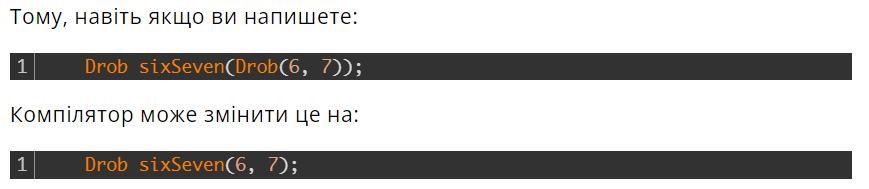 Тому, навіть якщо ви напишете:
1 Drob sixSeven(Drob(6, 7));
Компілятор може змінити це на:
1 Drob sixSeven(6, 7);